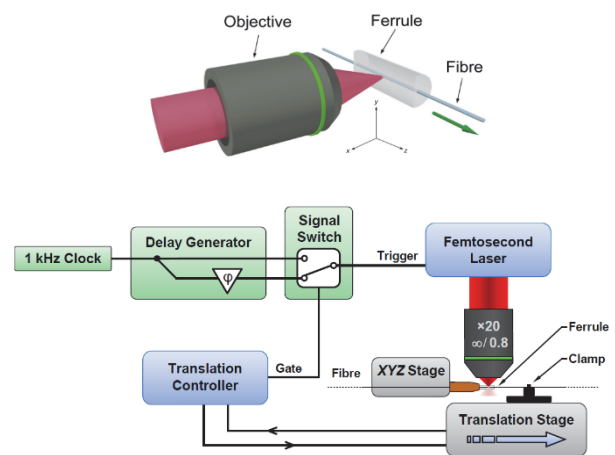 Objective
Ferrule
Fibre
y
x
z
Signal
Switch
Delay Generator
1 kHz Clock
φ
Trigger
Femtosecond
Laser
×20
∞/0.8
Ferrule
Clamp
Translation
Controller
Gate
Fibre
XYZ Stage
Translation Stage